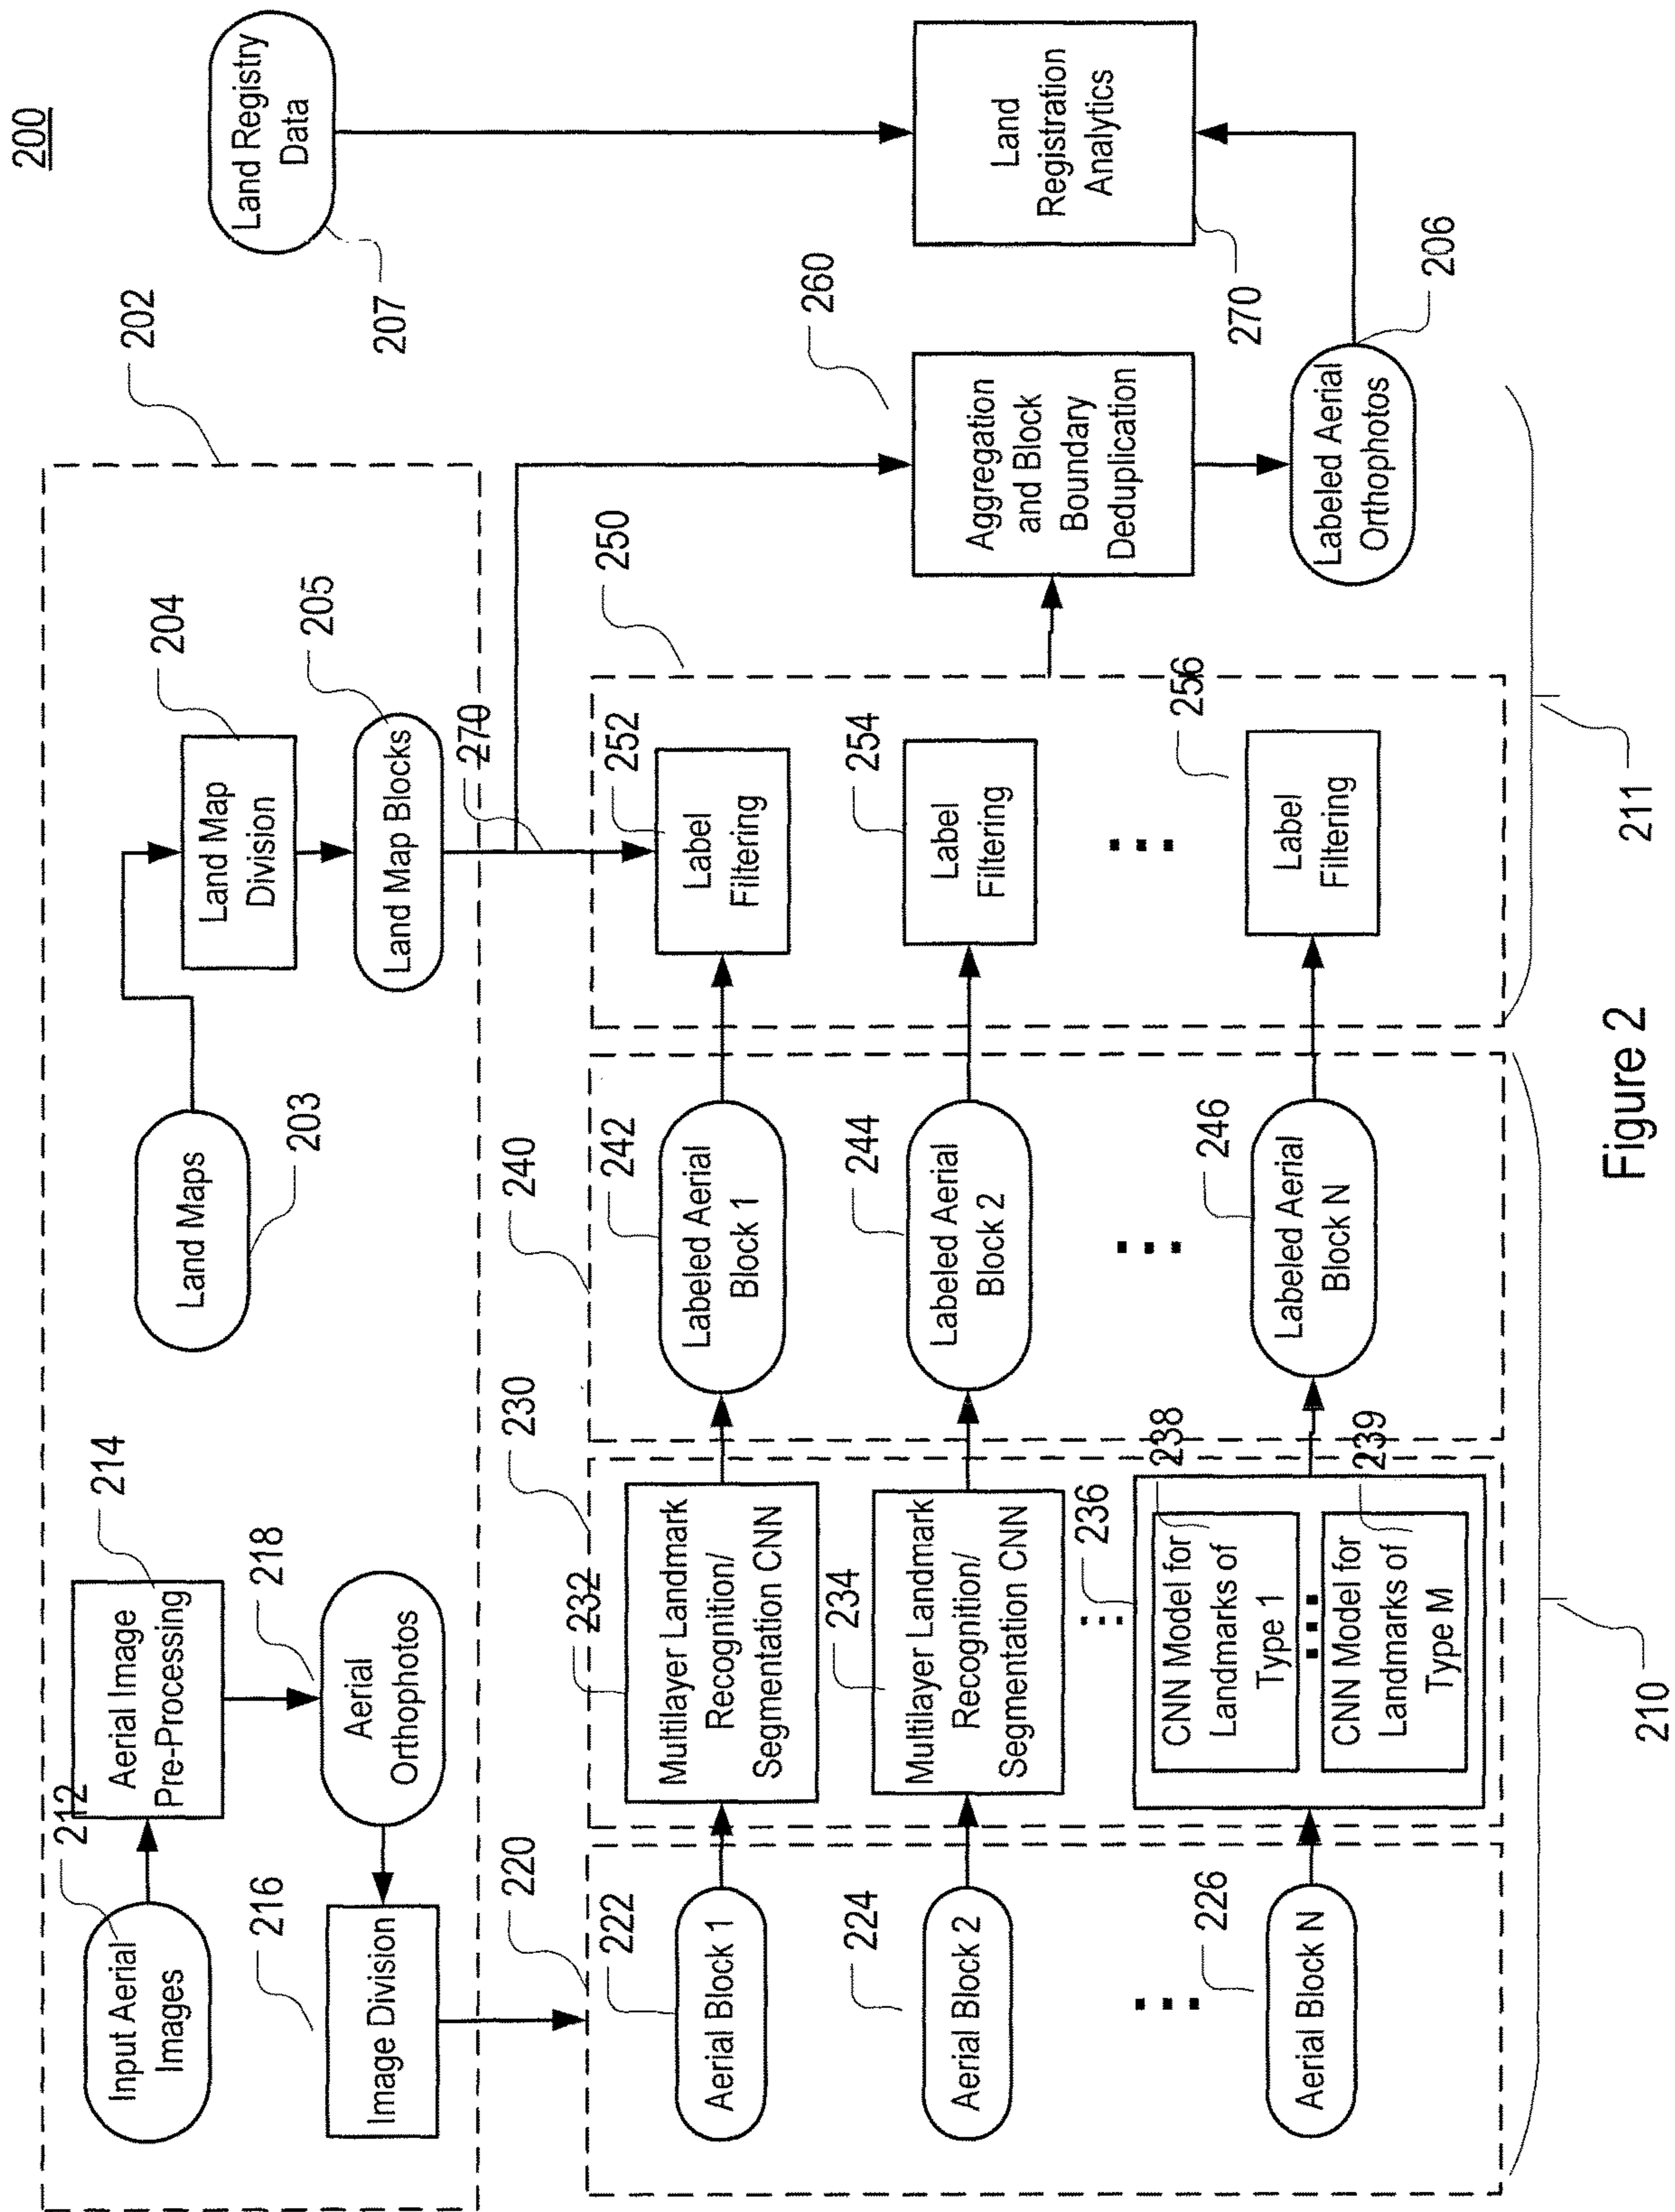 200
202
Input Aerial
Images
212
Aerial Image
Pre-Processing
214
Aerial
Orthophotos
218
Image Division
216
Land Maps
203
Land Map
Division
204
Land Map Blocks
205
270
Land Registry
Data
207
220
Aerial Block 1
222
Aerial Block 2
224
Aerial Block N
226
230
Multilayer Landmark
Recognition/
Segmentation CNN
232
Multilayer Landmark
Recognition/
Segmentation CNN
234
236
CNN Model for
Landmarks of
Type 1
238
CNN Model for
Landmarks of
Type M
239
240
Labeled Aerial
Block 1
242
Labeled Aerial
Block 2
244
Labeled Aerial
Block N
246
250
Label
Filtering
252
Label
Filtering
254
Label
Filtering
256
Aggregation
and Block
Boundary
Deduplication
260
Labeled Aerial
Orthophotos
206
Land
Registration
Analytics
270
210
211
Figure 2